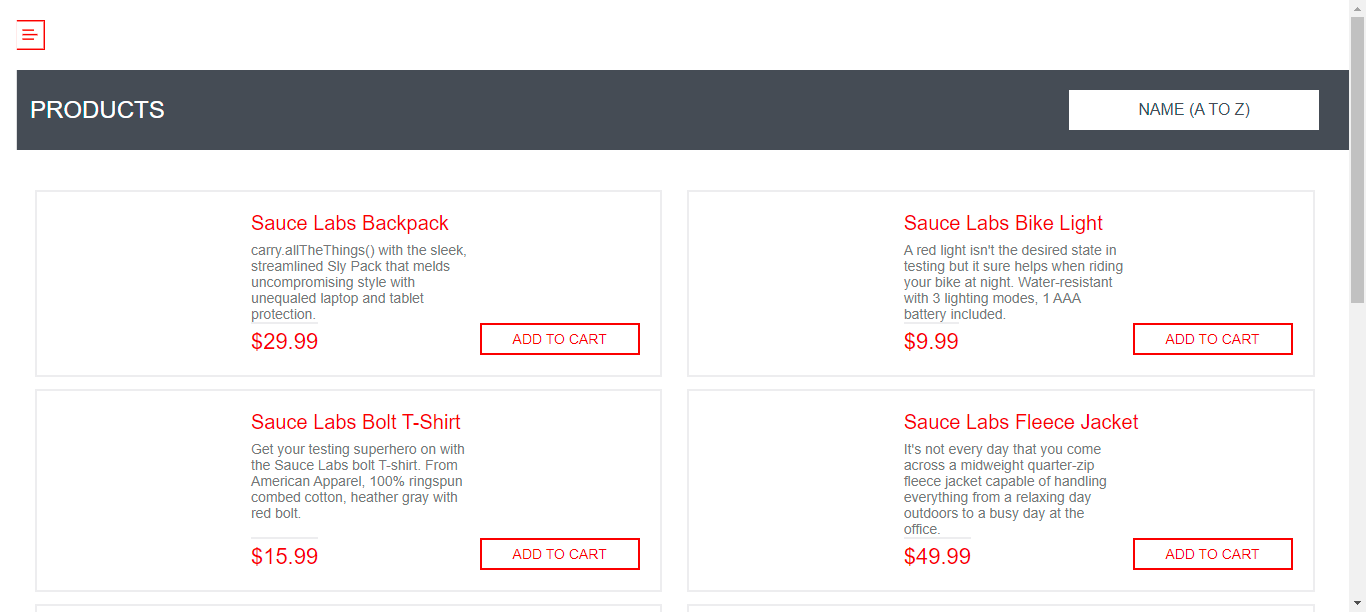 PRODUCTS
NAME (A TO Z)
Sauce Labs Backpack
carry.allTheThings() with the sleek,
streamlined Sly Pack that melds
uncompromising style with
unequaled laptop and tablet
protection.
$29.99
ADD TO CART
Sauce Labs Bike Light
A red light isn't the desired state in
testing but it sure helps when riding
your bike at night. Water-resistant
with 3 lighting modes, 1 AAA
battery included.
$9.99
ADD TO CART
Sauce Labs Bolt T-Shirt
Get your testing superhero on with
the Sauce Labs bolt T-shirt. From
American Apparel, 100% ringspun
combed cotton, heather gray with
red bolt.
$15.99
ADD TO CART
Sauce Labs Fleece Jacket
It's not every day that you come
across a midweight quarter-zip
fleece jacket capable of handling
everything from a relaxing day
outdoors to a busy day at the
office.
$49.99
ADD TO CART